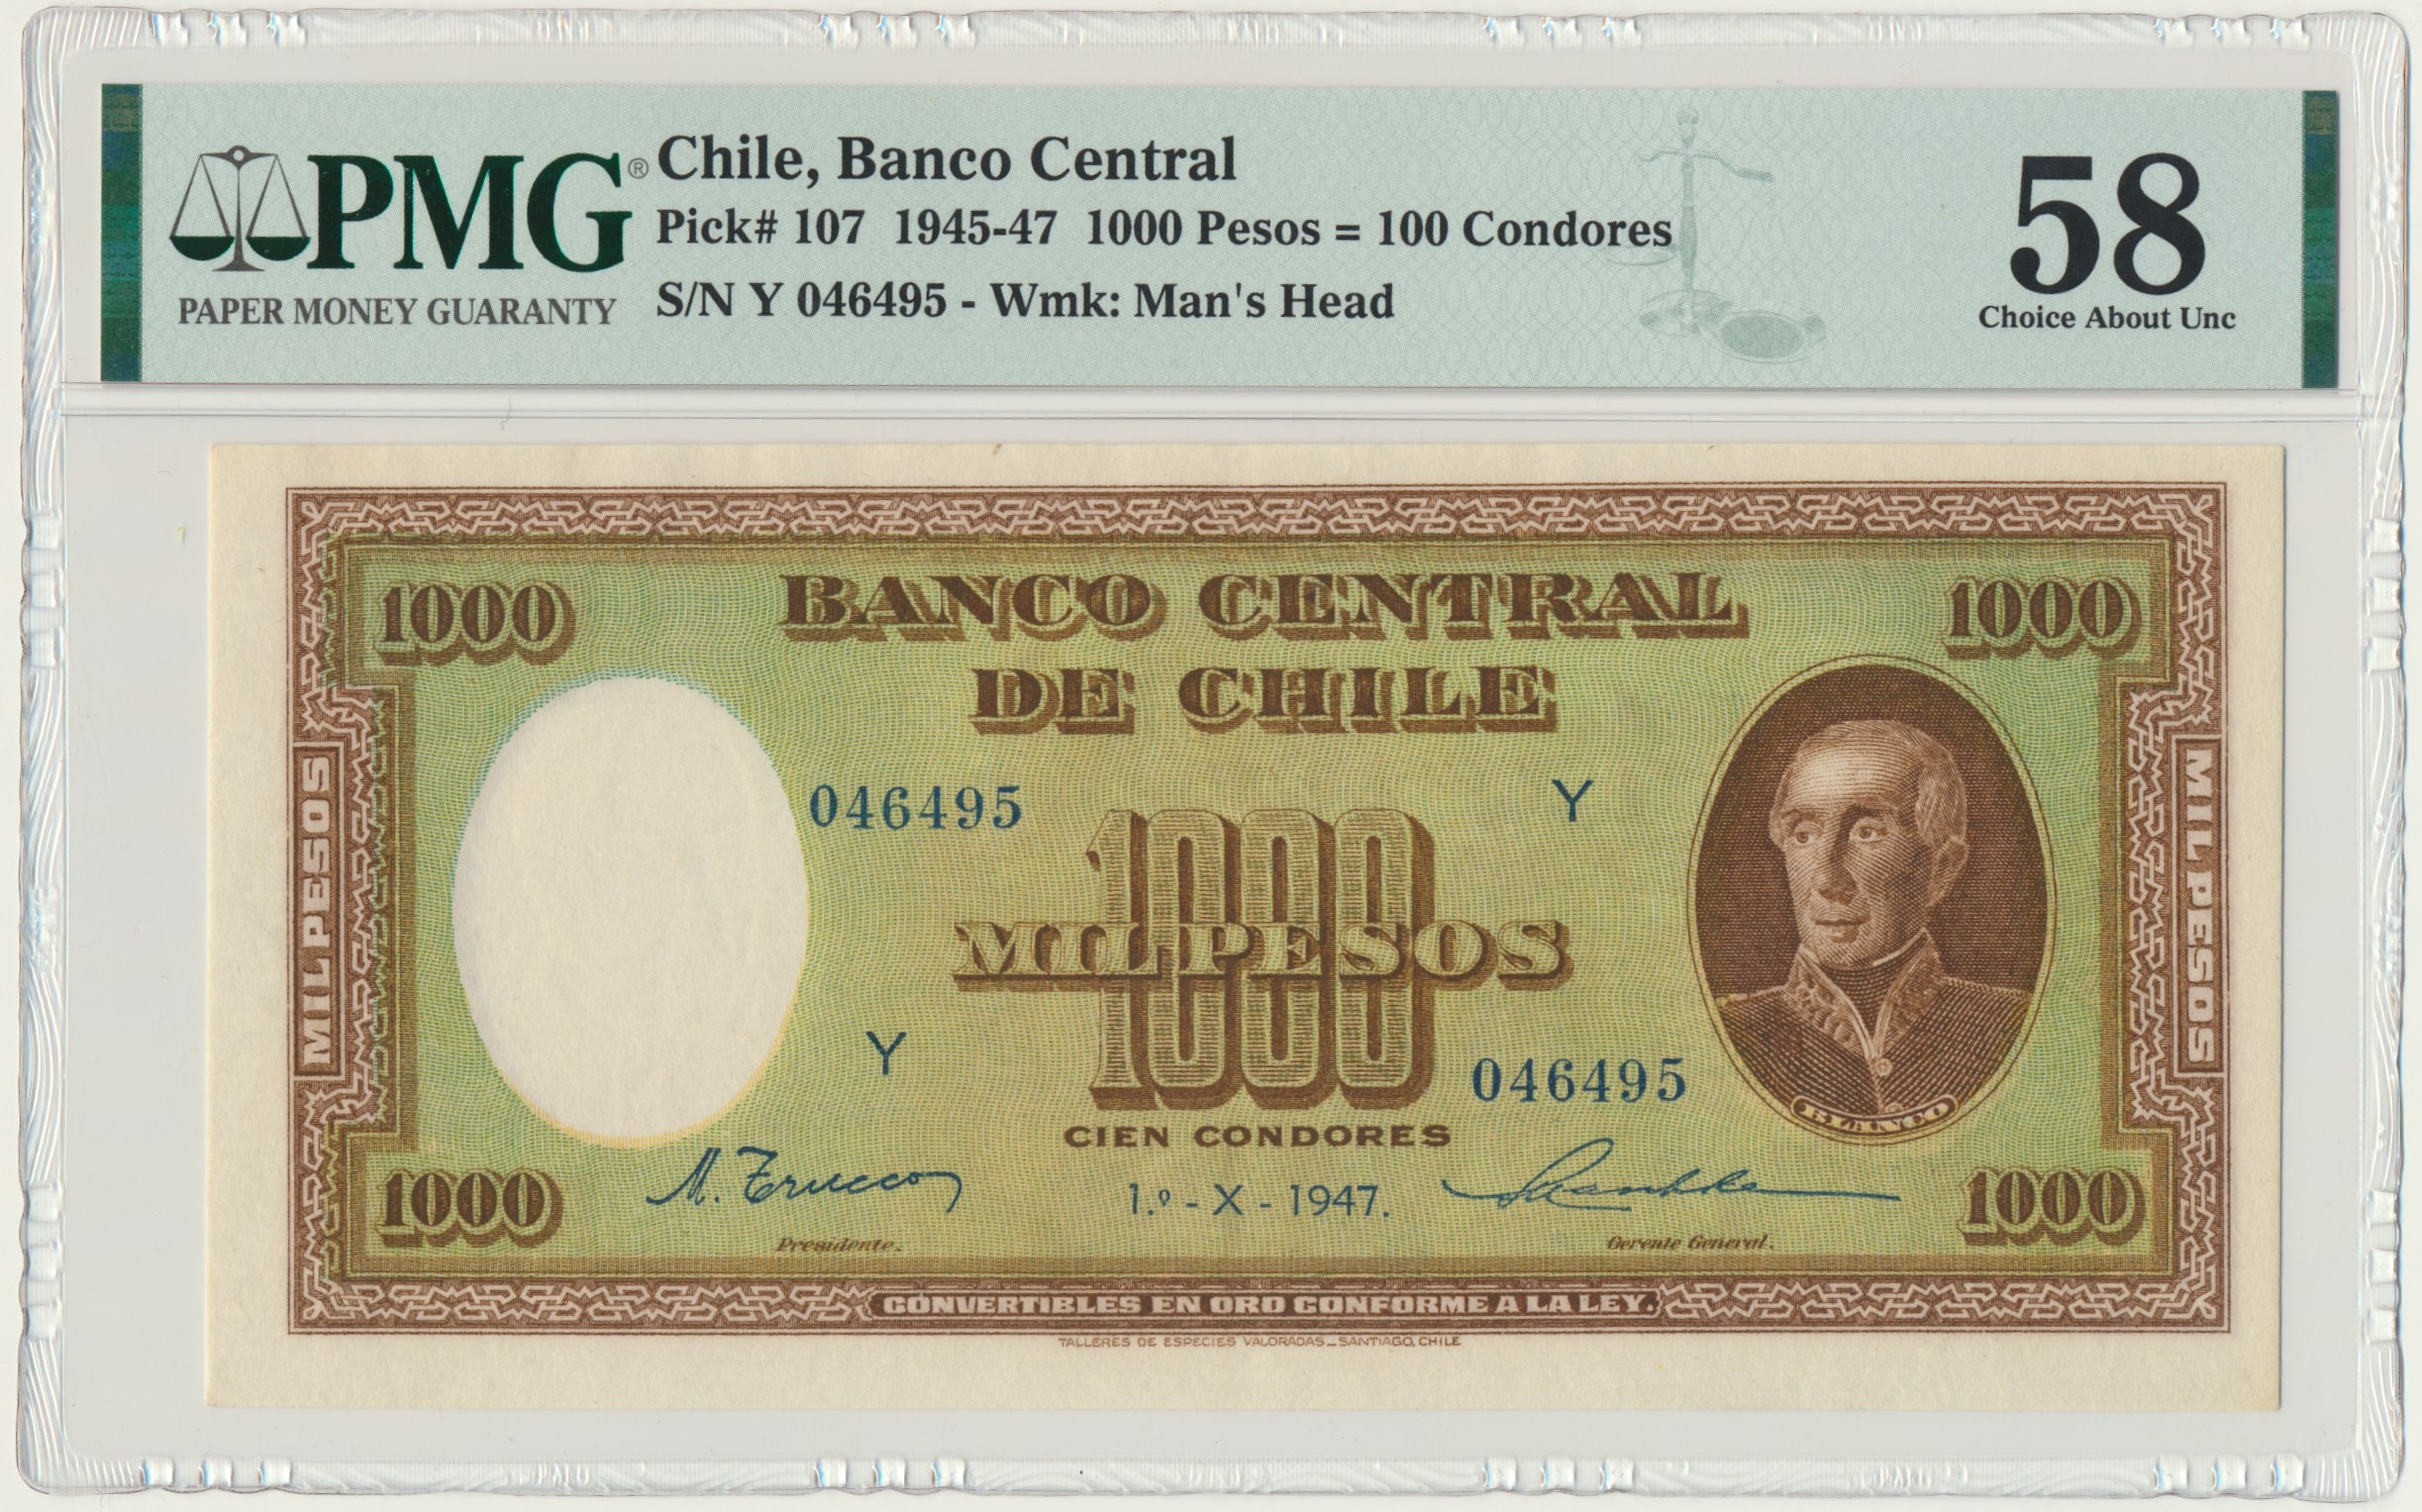 PMG®
PAPER MONEY GUARANTY
Chile, Banco Central
Pick# 107 1945-47 1000 Pesos = 100 Condores
S/N Y 046495 - Wmk: Man's Head
58
Choice About Unc
1000
BANCO CENTRAL
1000
DE CHILE
046495
Y
1000
MIL PESOS
MIL PESOS
MIL PESOS
Y
046495
BLANCO
CIEN CONDORES
M. Trucco
1.º - X - 1947.
1000
1000
Presidente.
Gerente General.
CONVERTIBLES EN ORO CONFORME A LA LEY.
TALLERES DE ESPECIES VALORADAS_SANTIAGO, CHILE